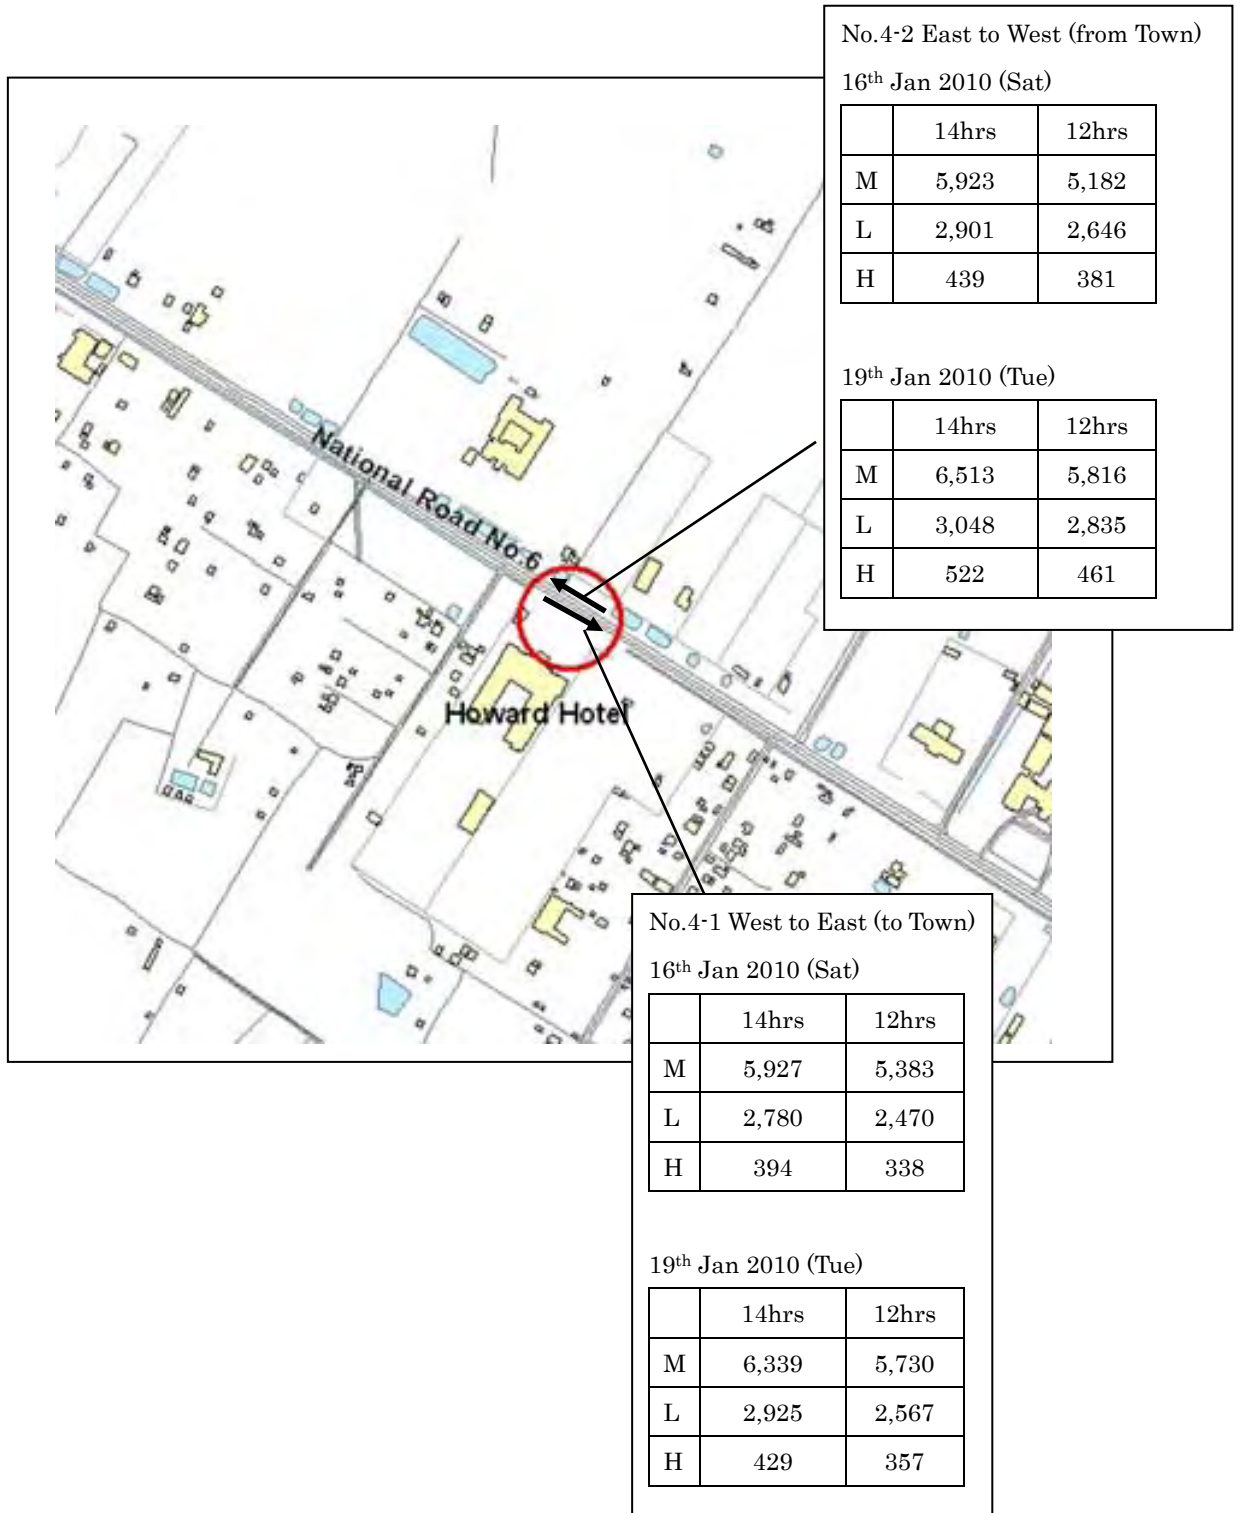 No.4-2 East to West (from Town)
16th Jan 2010 (Sat)
14hrs 12hrs
M 5,923 5,182
L 2,901 2,646
H 439 381
19th Jan 2010 (Tue)
14hrs 12hrs
M 6,513 5,816
L 3,048 2,835
H 522 461
National Road No.6
Howard Hotel
No.4-1 West to East (to Town)
16th Jan 2010 (Sat)
14hrs 12hrs
M 5,927 5,383
L 2,780 2,470
H 394 338
19th Jan 2010 (Tue)
14hrs 12hrs
M 6,339 5,730
L 2,925 2,567
H 429 357